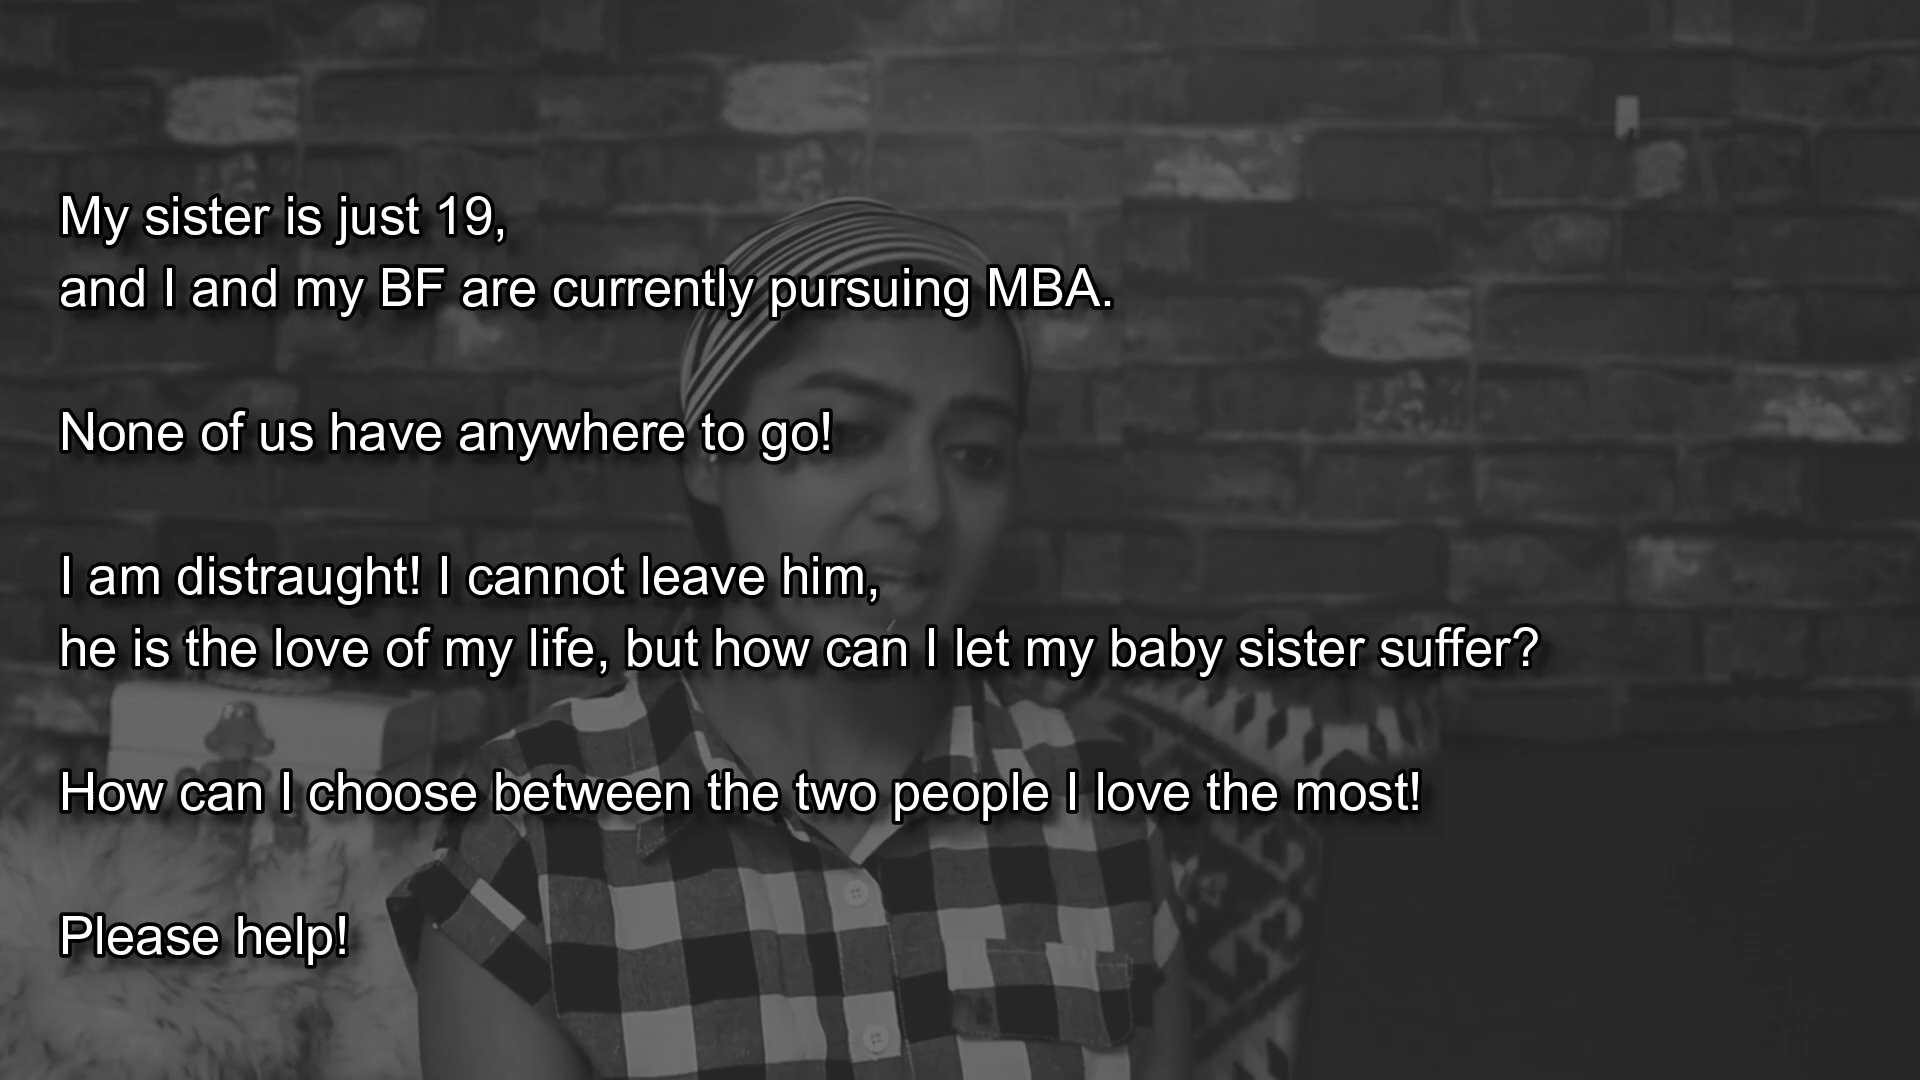 My sister is just 19,
and I and my BF are currently pursuing MBA.
None of us have anywhere to go!
I am distraught! I cannot leave him,
he is the love of my life, but how can I let my baby sister suffer?
How can I choose between the two people I love the most!
Please help!